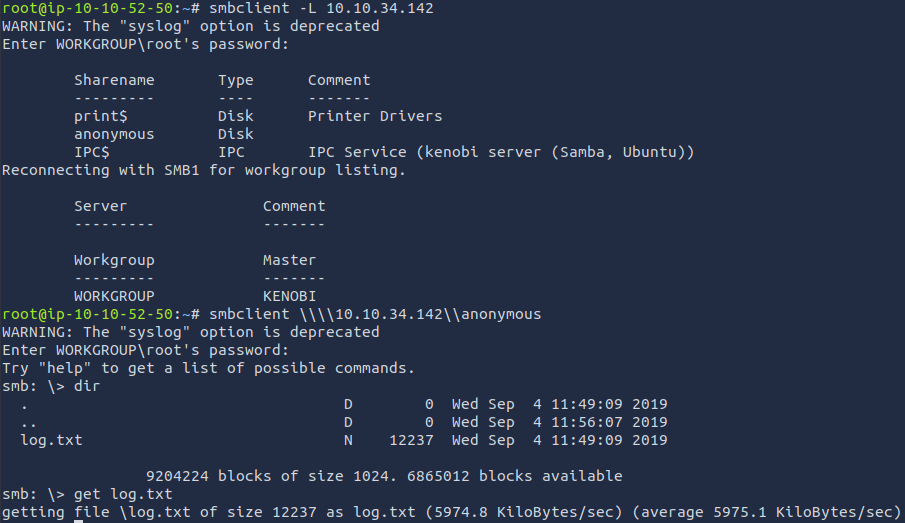 root@ip-10-10-52-50:~# smbclient -L 10.10.34.142
WARNING: The "syslog" option is deprecated
Enter WORKGROUP\root's password:
Sharename       Type      Comment
---------       ----      -------
print$          Disk      Printer Drivers
anonymous       Disk
IPC$            IPC       IPC Service (kenobi server (Samba, Ubuntu))
Reconnecting with SMB1 for workgroup listing.
Server               Comment
---------            -------
Workgroup            Master
---------            -------
WORKGROUP            KENOBI
root@ip-10-10-52-50:~# smbclient \\\\10.10.34.142\\anonymous
WARNING: The "syslog" option is deprecated
Enter WORKGROUP\root's password:
Try "help" to get a list of possible commands.
smb: \> dir
.                                   D        0  Wed Sep  4 11:49:09 2019
..                                  D        0  Wed Sep  4 11:56:07 2019
log.txt                             N    12237  Wed Sep  4 11:49:09 2019
9204224 blocks of size 1024. 6865012 blocks available
smb: \> get log.txt
getting file \log.txt of size 12237 as log.txt (5974.8 KiloBytes/sec) (average 5975.1 KiloBytes/sec)